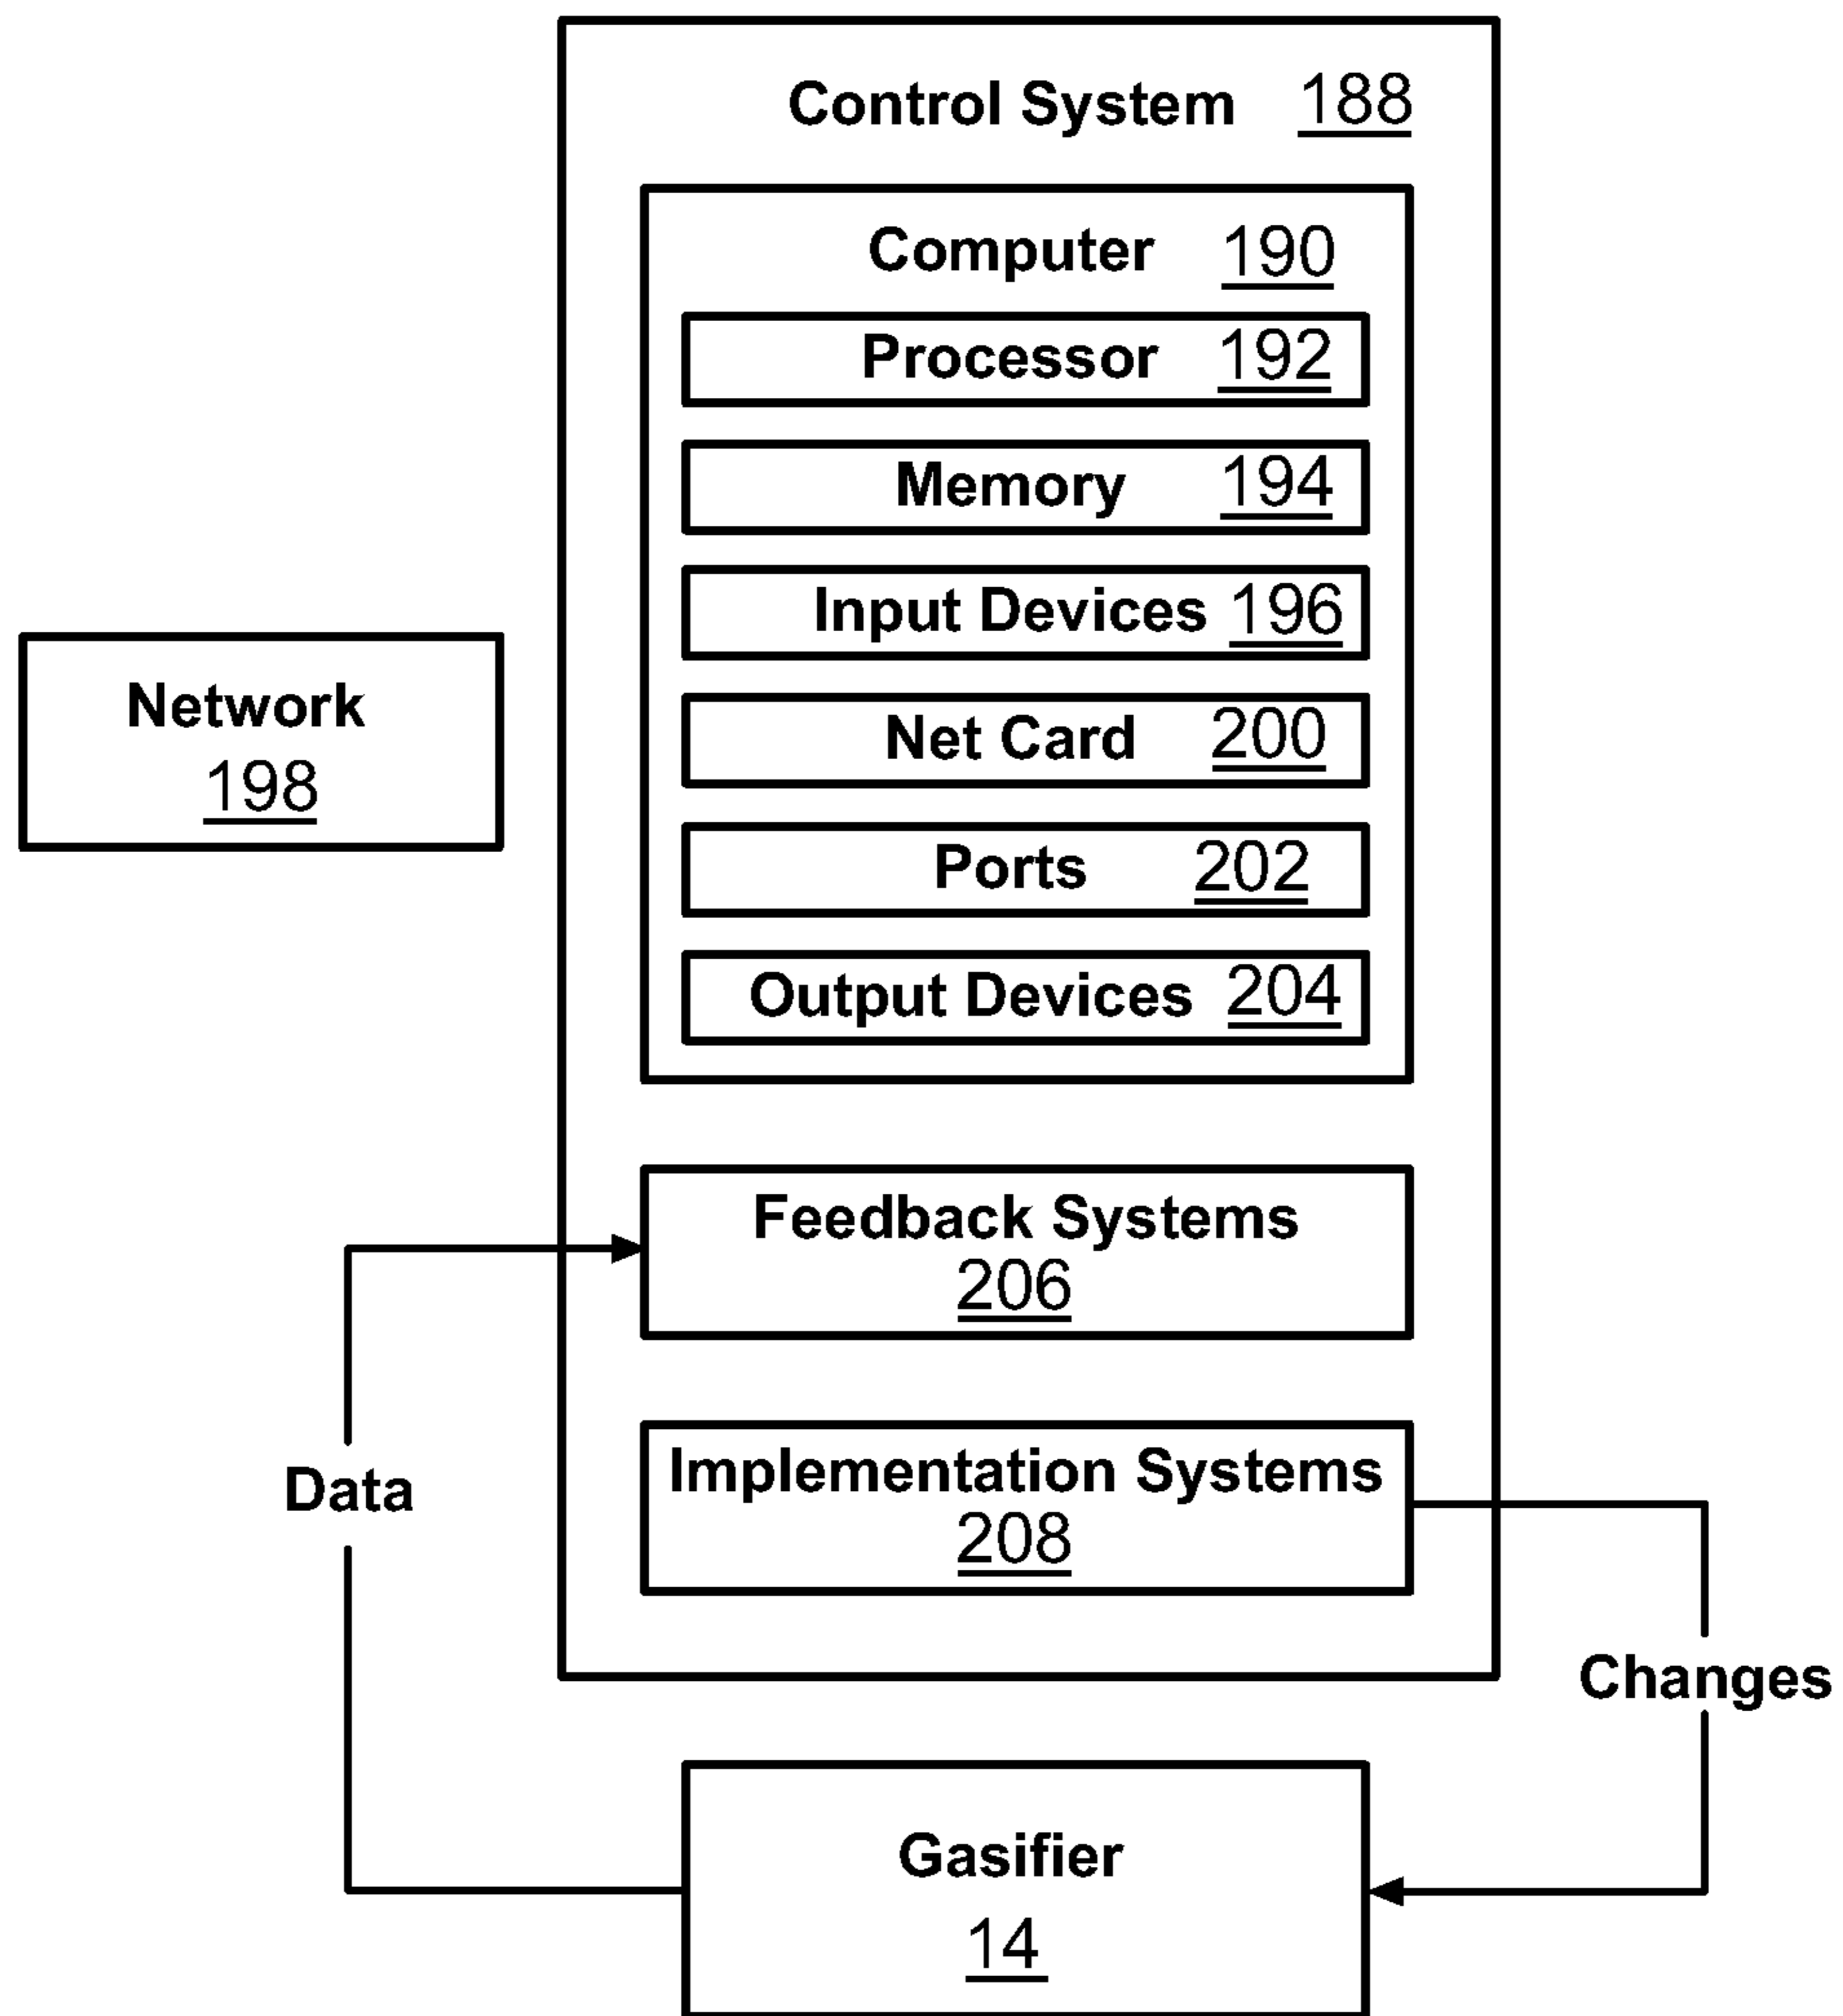 Control System 188
Computer 190
Processor 192
Memory 194
Input Devices 196
Network
198
Net Card 200
Ports 202
Output Devices 204
Feedback Systems
206
Implementation Systems
208
Data
Changes
Gasifier
14